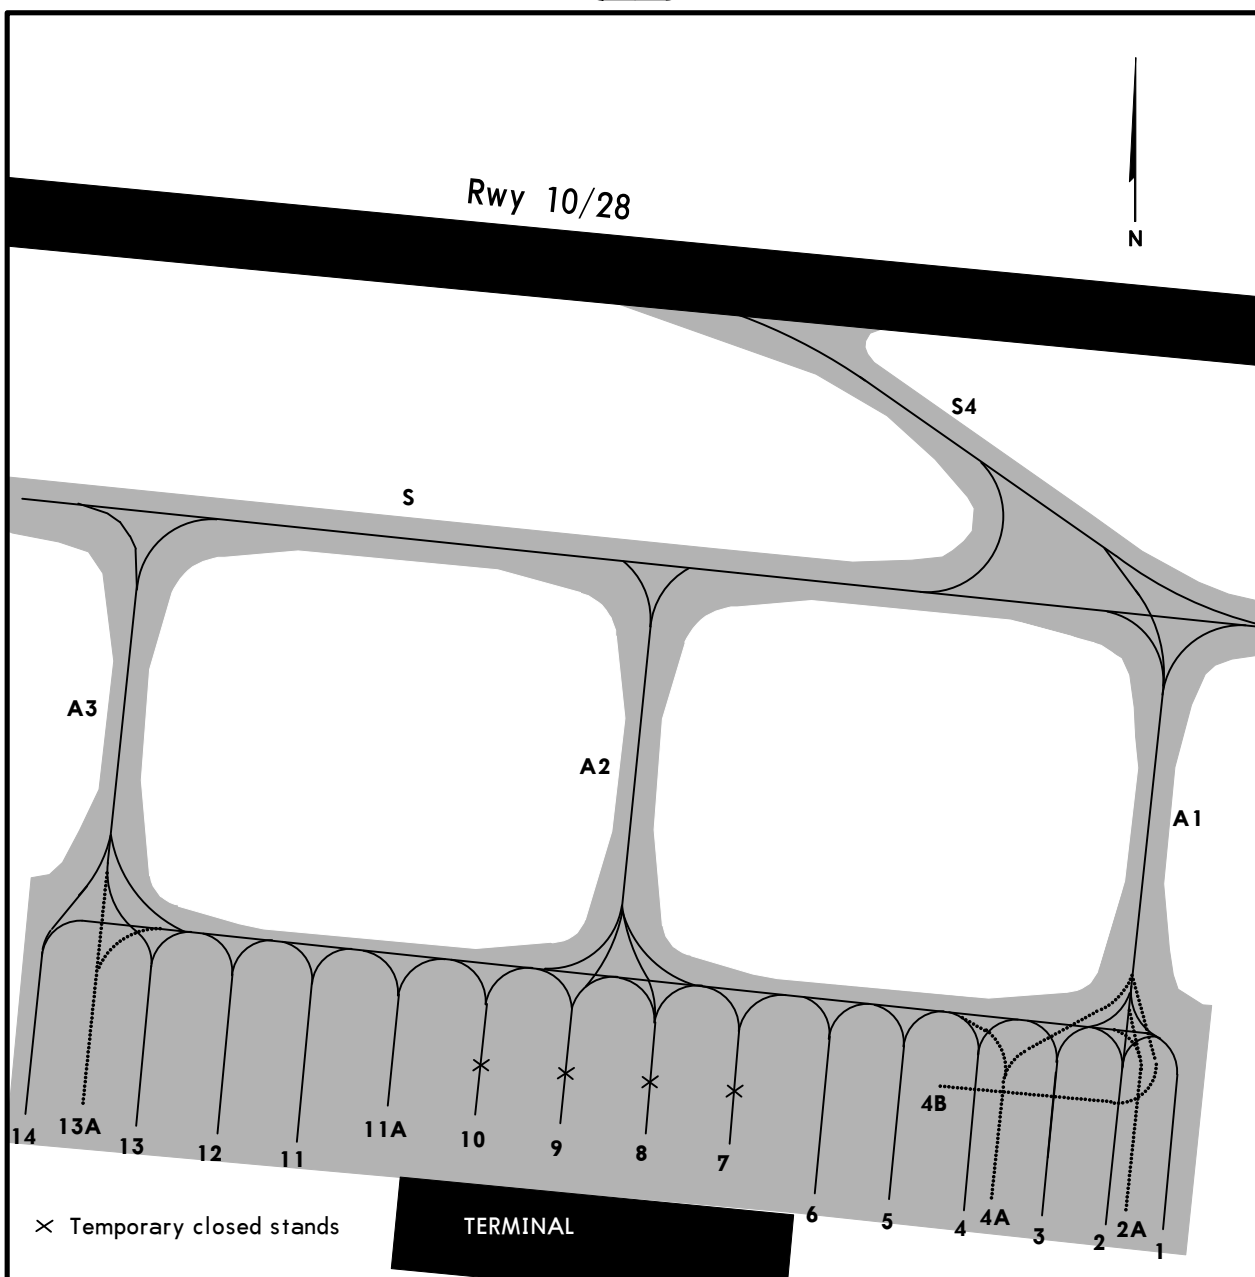 Rwy 10/28
N
S4
S
A3
A2
A1
4B
14
13A
13
12
11
11A
10
9
8
7
6
5
4
4A
3
2
2A
1
Temporary closed stands
TERMINAL